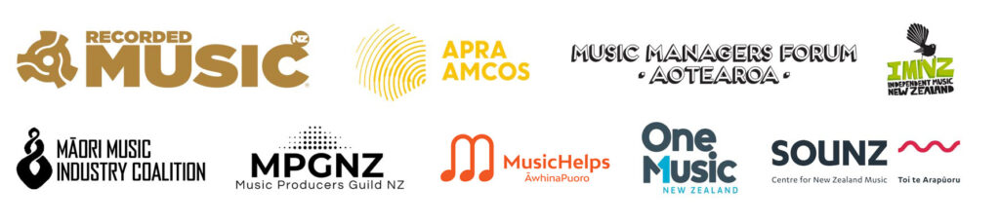 RECORDED
MUSIC NZ
APRA
AMCOS
MUSIC MANAGERS FORUM
• AOTEAROA •
IMNZ
INDEPENDENT MUSIC
NEW ZEALAND
MĀORI MUSIC
INDUSTRY COALITION
MPGNZ
Music Producers Guild NZ
MusicHelps
ĀwhinaPuoro
One
Music
NEW ZEALAND
SOUNZ
Centre for New Zealand Music
Toi te Arapūoru